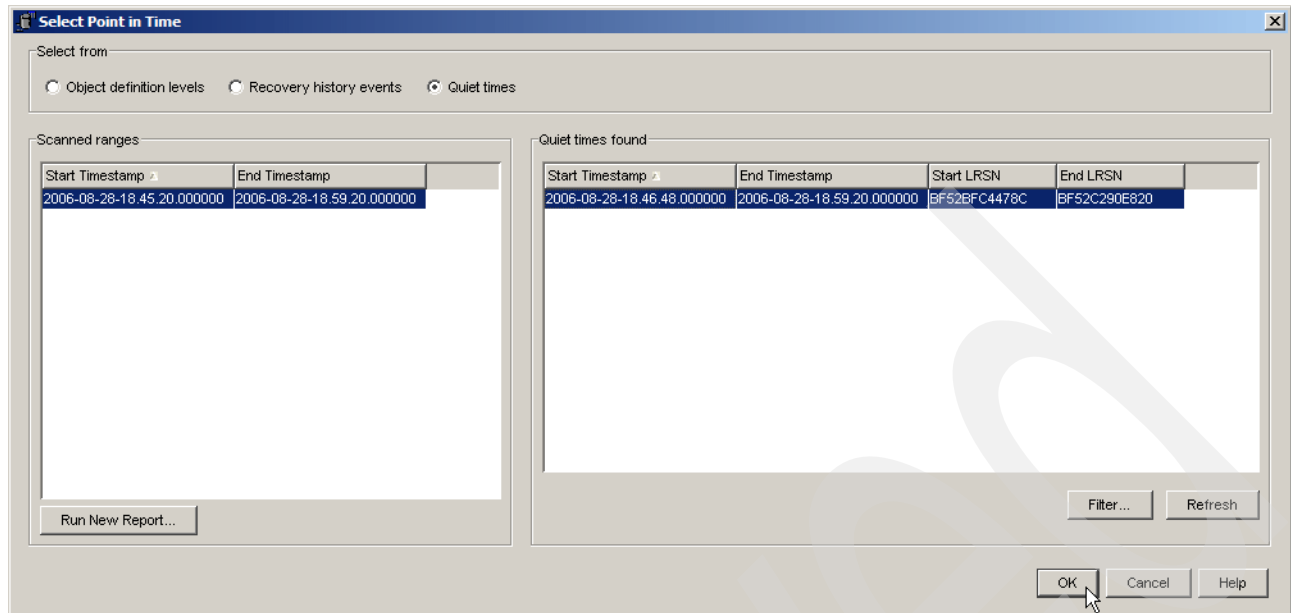 Select Point in Time
Select from
Object definition levels Recovery history events Quiet times
Scanned ranges
Start Timestamp End Timestamp
2006-08-28-18.45.20.000000 2006-08-28-18.59.20.000000
Run New Report...
Quiet times found
Start Timestamp End Timestamp Start LRSN End LRSN
2006-08-28-18.46.48.000000 2006-08-28-18.59.20.000000 BF52BFC4478C BF52C290E820
Filter... Refresh
OK Cancel Help